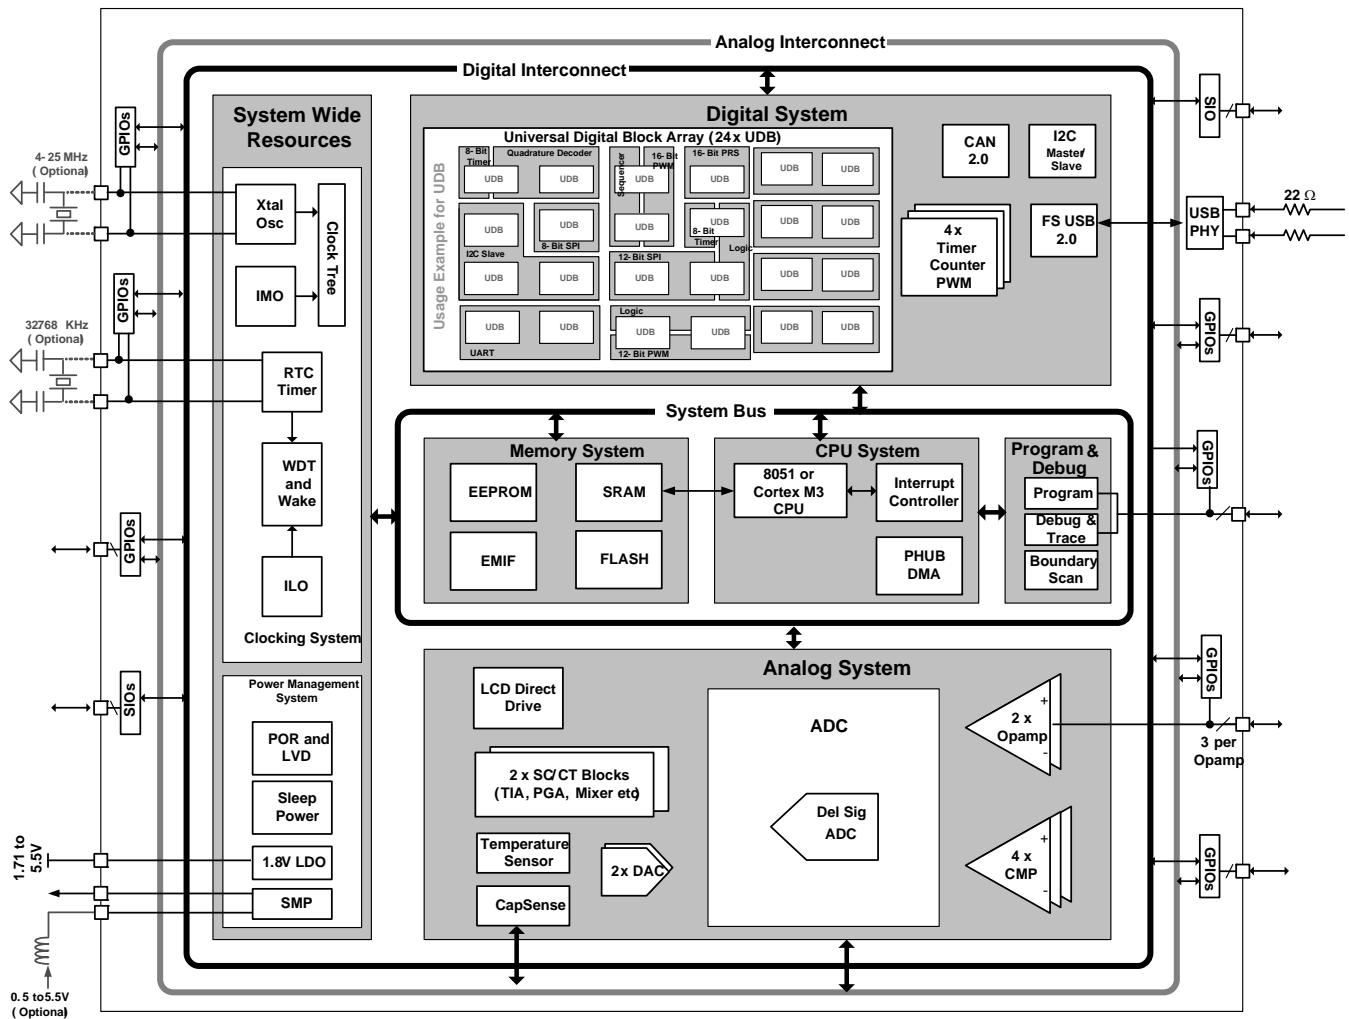 Analog Interconnect
Digital Interconnect
System Wide
Resources
4- 25 MHz
( Optional)
GPIOs
Xtal
Osc
Clock Tree
IMO
32768 KHz
( Optional)
GPIOs
RTC
Timer
WDT
and
Wake
ILO
Clocking System
GPIOs
SIOs
Power Management
System
POR and
LVD
Sleep
Power
1.8V LDO
SMP
1.71 to
5.5V
0. 5 to5.5V
( Optional)
Digital System
Universal Digital Block Array (24x UDB)
Usage Example for UDB
8- Bit
Timer
Quadrature Decoder
Sequencer
16- Bit
PWM
16- Bit PRS
UDB
UDB
UDB
UDB
UDB
UDB
UDB
UDB
UDB
UDB
UDB
UDB
8- Bit
Timer
Logic
I2C Slave
8- Bit SPI
12- Bit SPI
UDB
UDB
UDB
UDB
UDB
UDB
Logic
UDB
UDB
UDB
UDB
UDB
UDB
UART
12- Bit PWM
CAN
2.0
I2C
Master/
Slave
4 x
Timer
Counter
PWM
FS USB
2.0
SIO
USB
PHY
22 Ω
GPIOs
System Bus
Memory System
EEPROM
SRAM
EMIF
FLASH
CPU System
8051 or
Cortex M3
CPU
Interrupt
Controller
PHUB
DMA
Program &
Debug
Program
Debug &
Trace
Boundary
Scan
GPIOs
Analog System
LCD Direct
Drive
2 x SC/CT Blocks
(TIA, PGA, Mixer etc)
Temperature
Sensor
CapSense
2 x DAC
ADC
Del Sig
ADC
+
2 x
Opamp
-
+
4 x
CMP
-
GPIOs
3 per
Opamp
GPIOs